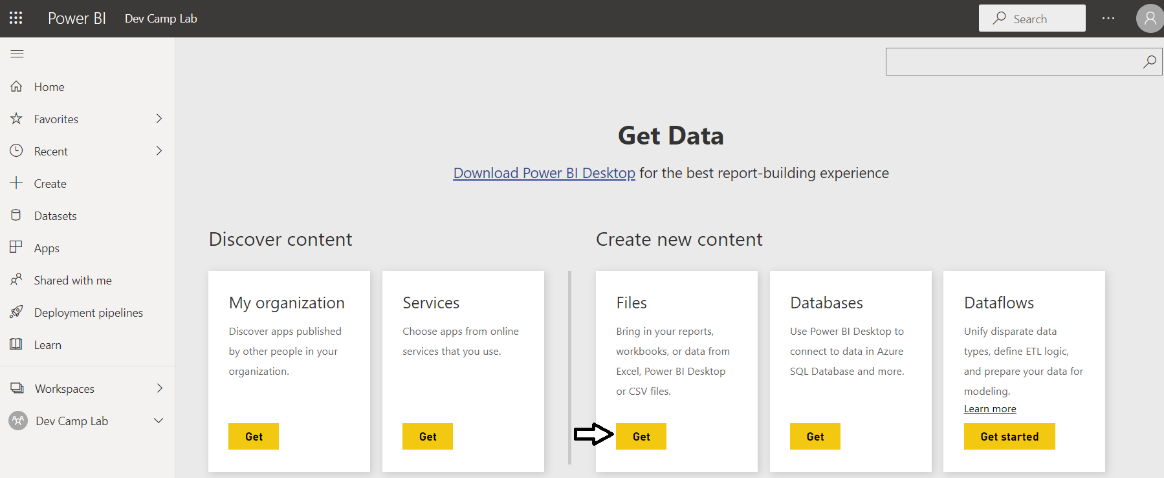 Power BI Dev Camp Lab
Search
Home
Favorites
Recent
Create
Datasets
Apps
Shared with me
Deployment pipelines
Learn
Workspaces
Dev Camp Lab
Get Data
Download Power BI Desktop for the best report-building experience
Discover content
My organization
Discover apps published
by other people in your
organization.
Get
Services
Choose apps from online
services that you use.
Get
Create new content
Files
Bring in your reports,
workbooks, or data from
Excel, Power BI Desktop
or CSV files.
Get
Databases
Use Power BI Desktop to
connect to data in Azure
SQL Database and more.
Get
Dataflows
Unify disparate data
types, define ETL logic,
and prepare your data for
modeling.
Learn more
Get started